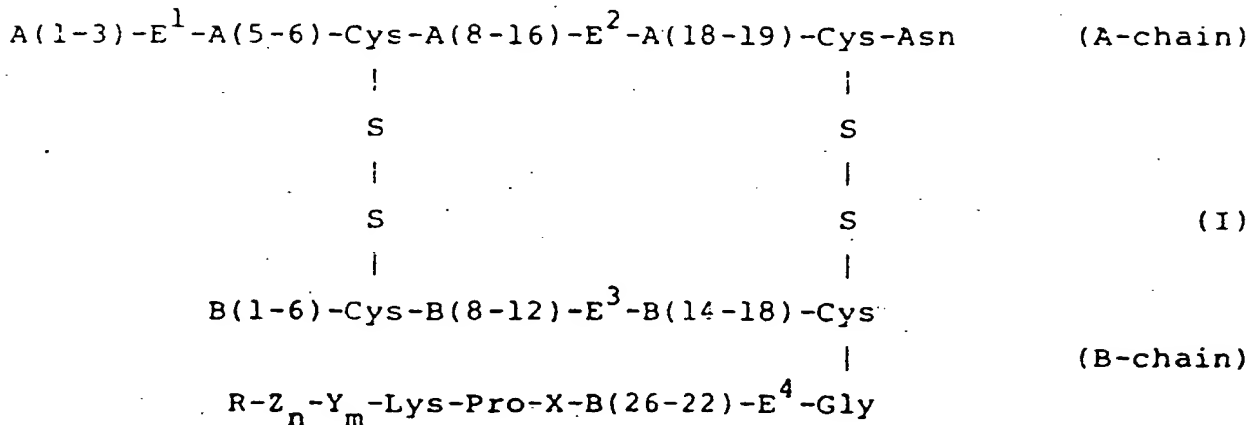 A(1-3)-E¹-A(5-6)-Cys-A(8-16)-E²-A(18-19)-Cys-Asn (A-chain)
S S
S S (I)
B(1-6)-Cys-B(8-12)-E³-B(14-18)-Cys
(B-chain)
R-Zₙ-Yₘ-Lys-Pro-X-B(26-22)-E⁴-Gly